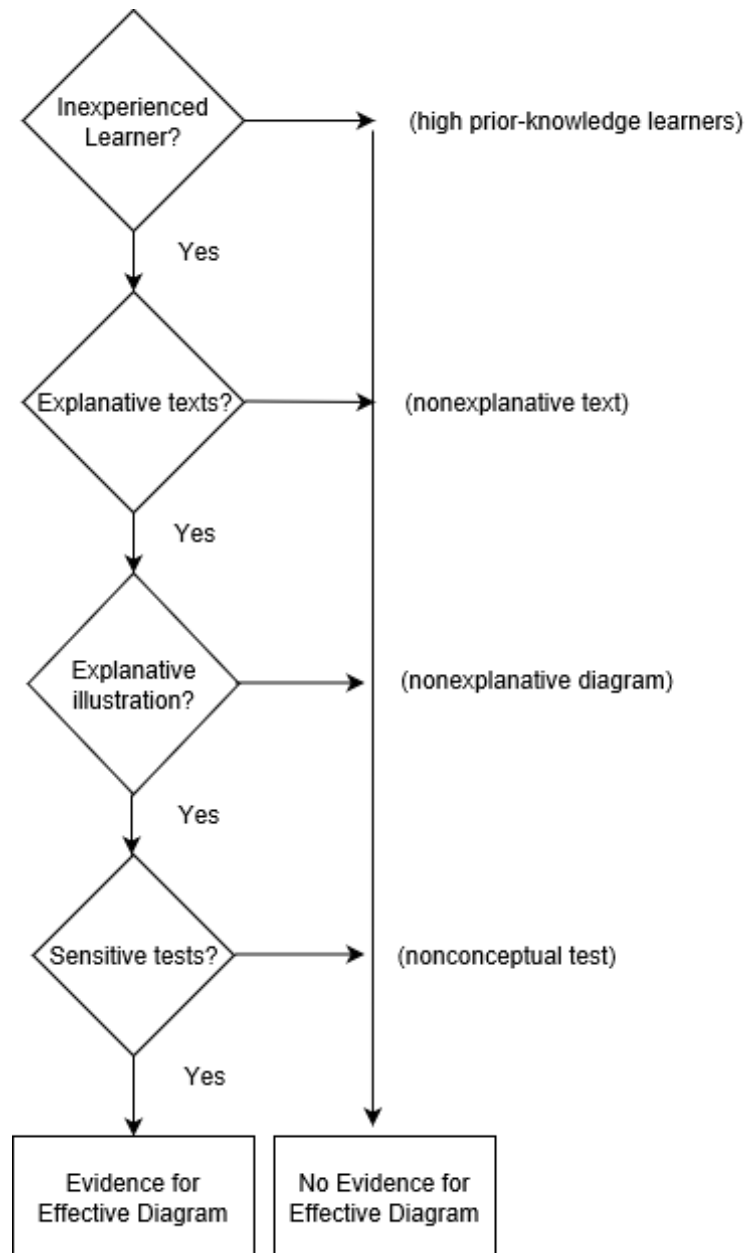 Inexperienced
Learner?
(high prior-knowledge learners)
Yes
Explanative texts?
(nonexplanative text)
Yes
Explanative
illustration?
(nonexplanative diagram)
Yes
Sensitive tests?
(nonconceptual test)
Yes
Evidence for
Effective Diagram
No Evidence for
Effective Diagram